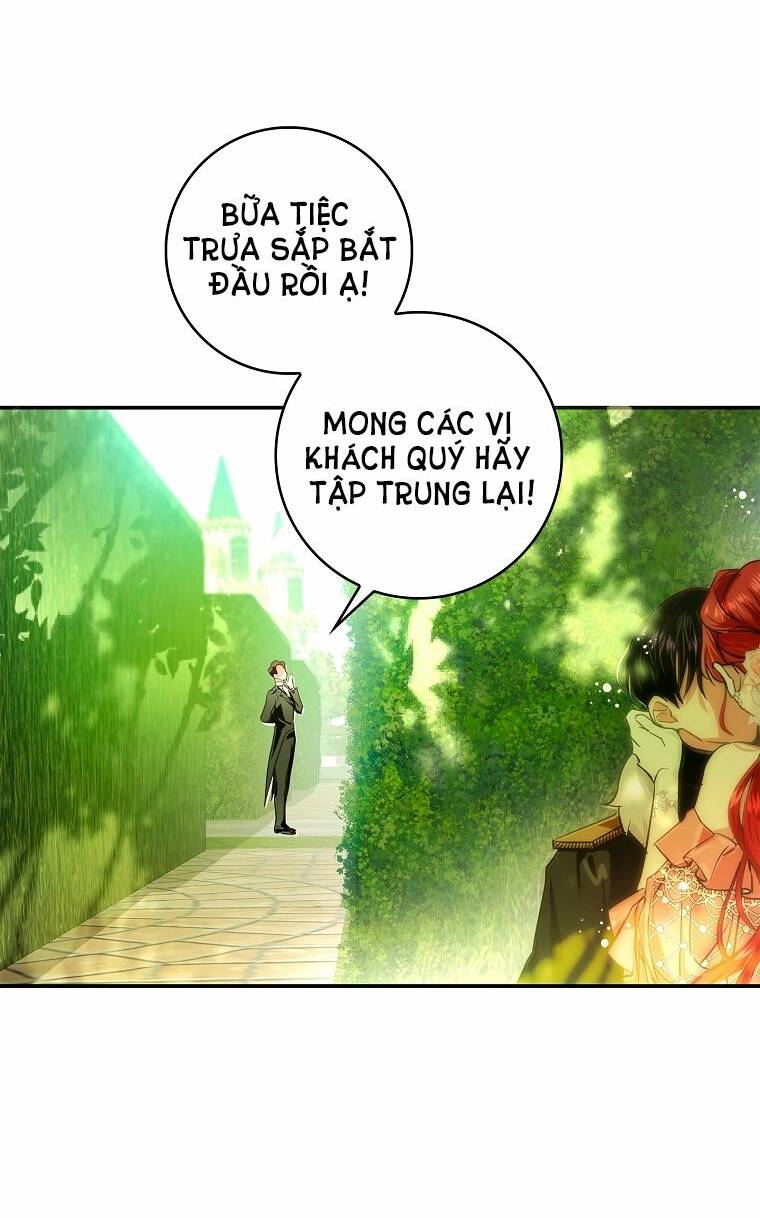 BỮA TIỆC
TRƯA SẮP BẮT
ĐẦU RỒI Ạ!
MONG CÁC VỊ
KHÁCH QUÝ HÃY
TẬP TRUNG LẠI!